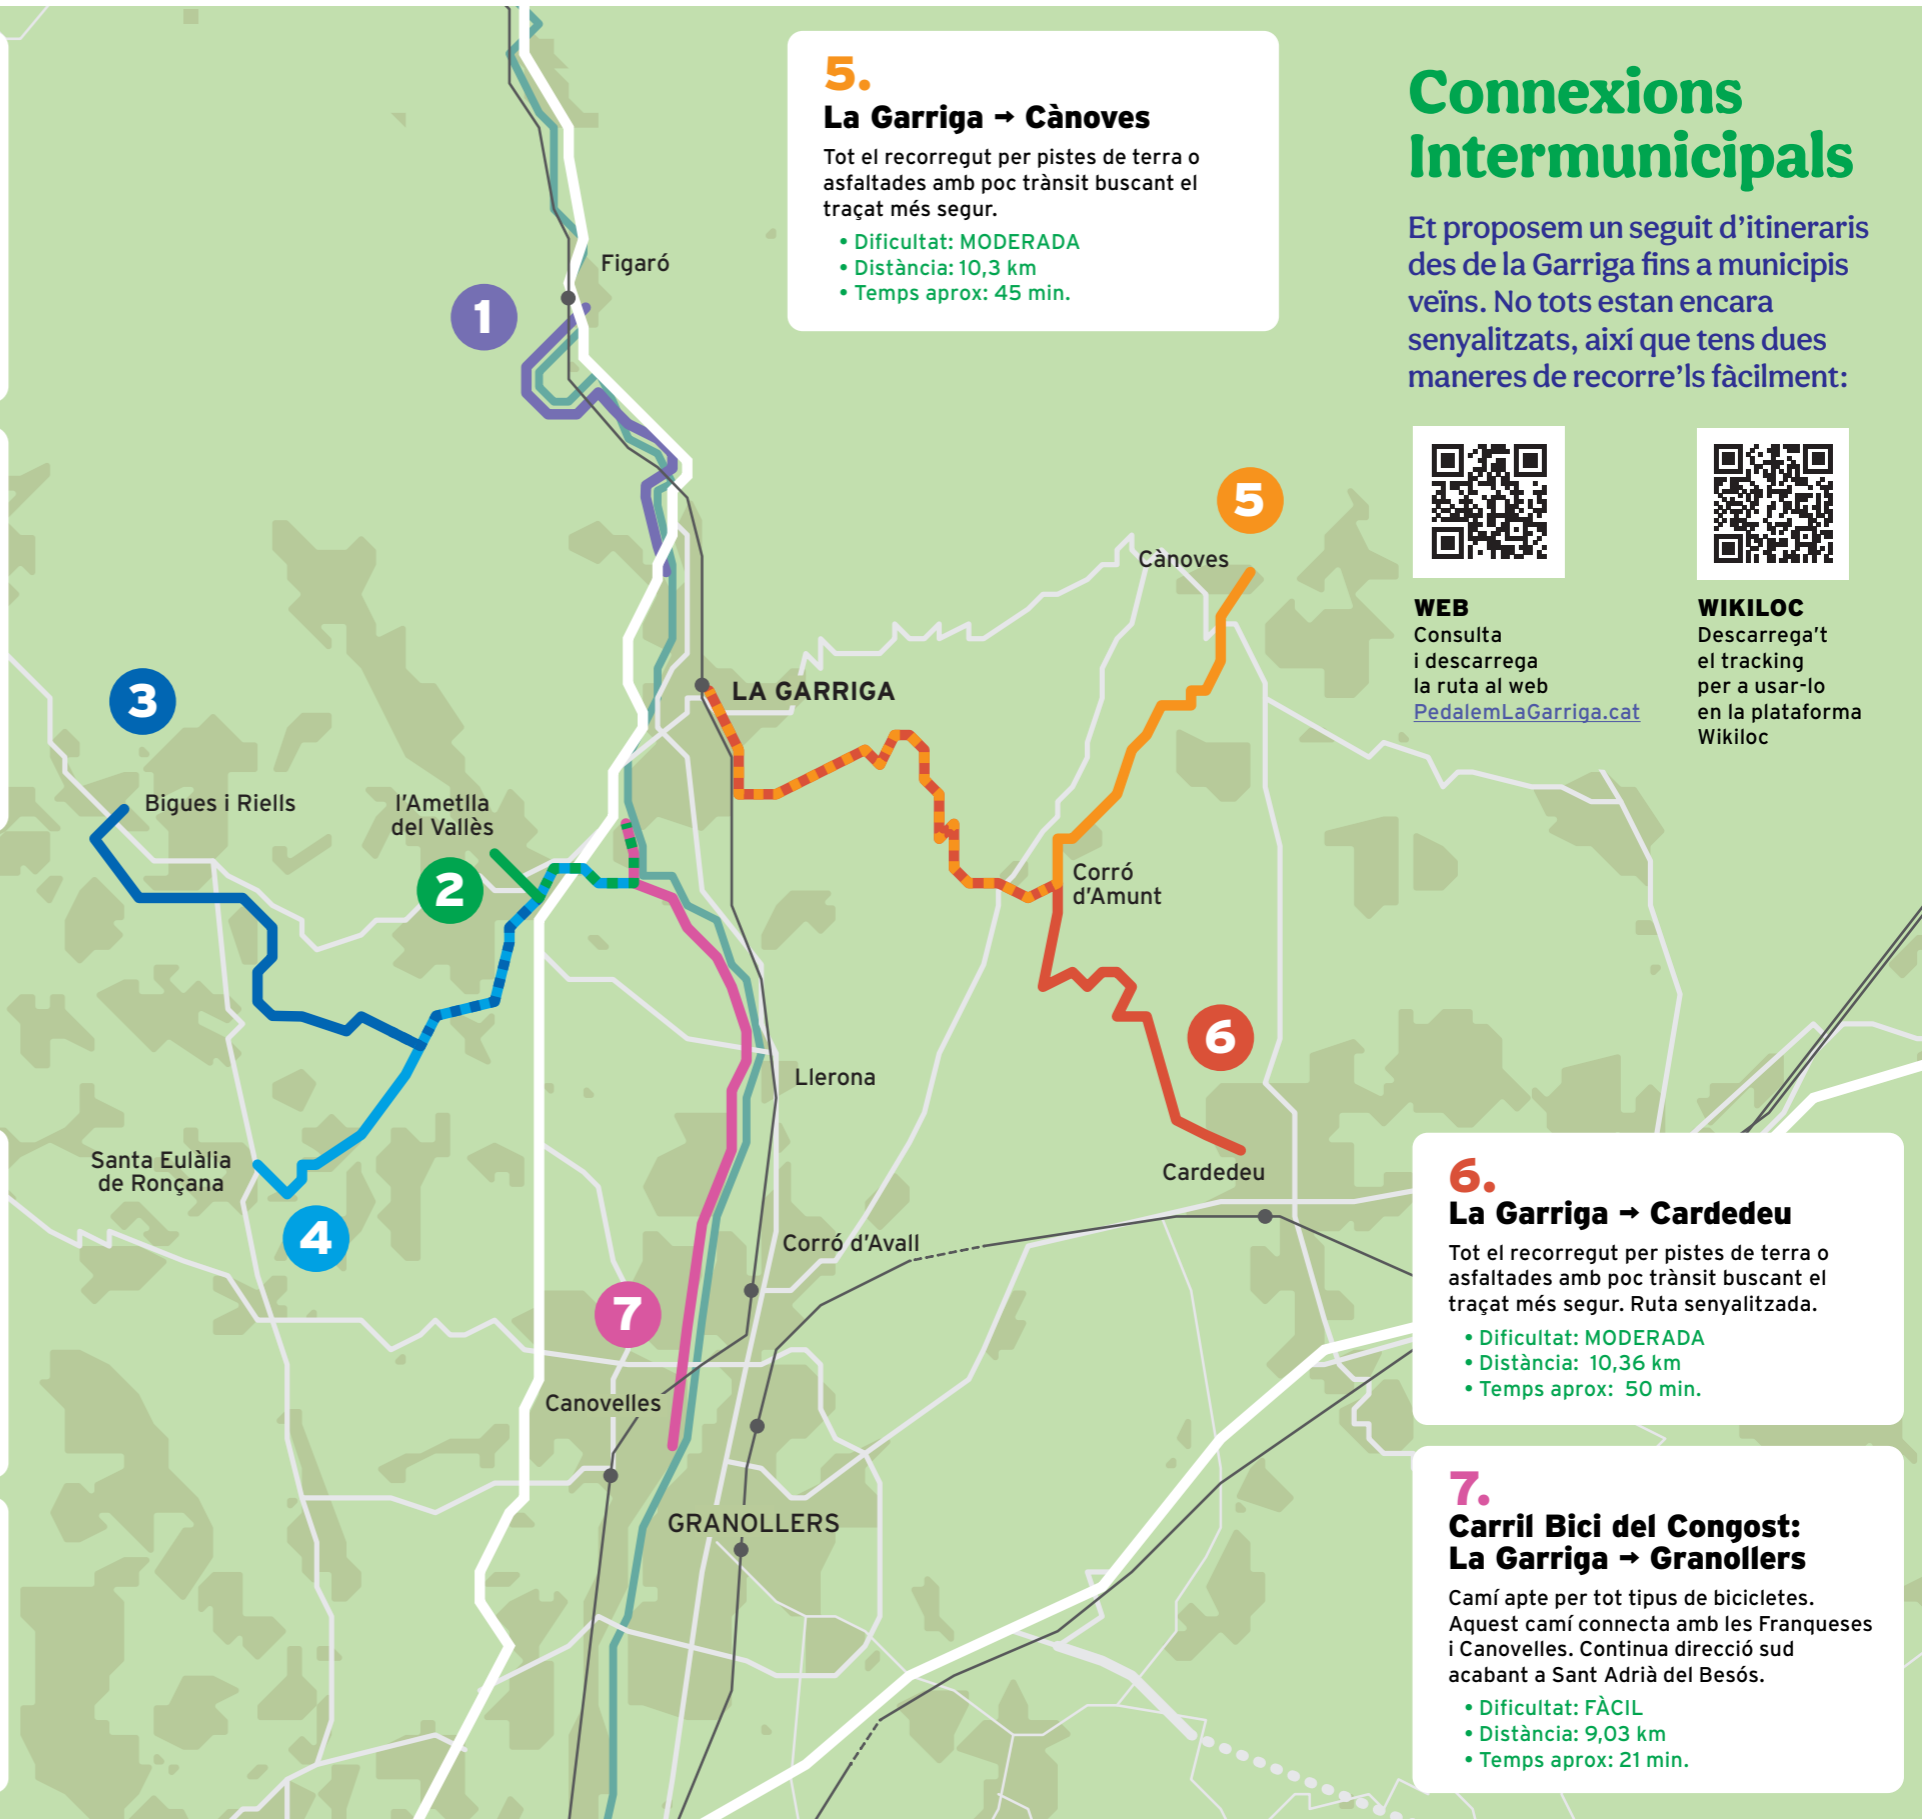 Connexions
Intermunicipals
Et proposem un seguit d’itineraris
des de la Garriga fins a municipis
veïns. No tots estan encara
senyalitzats, així que tens dues
maneres de recorre’ls fàcilment:
WEB
Consulta
i descarrega
la ruta al web
PedalemLaGarriga.cat
WIKILOC
Descarrega’t
el tracking
per a usar-lo
en la plataforma
Wikiloc
5.
La Garriga → Cànoves
Tot el recorregut per pistes de terra o
asfaltades amb poc trànsit buscant el
traçat més segur.
• Dificultat: MODERADA
• Distància: 10,3 km
• Temps aprox: 45 min.
Figaró
1
5
Cànoves
LA GARRIGA
3
Bigues i Riells
l’Ametlla
del Vallès
2
Corró
d’Amunt
6
Llerona
Santa Eulàlia
de Ronçana
4
Cardedeu
Corró d’Avall
7
Canovelles
GRANOLLERS
6.
La Garriga → Cardedeu
Tot el recorregut per pistes de terra o
asfaltades amb poc trànsit buscant el
traçat més segur. Ruta senyalitzada.
• Dificultat: MODERADA
• Distància: 10,36 km
• Temps aprox: 50 min.
7.
Carril Bici del Congost:
La Garriga → Granollers
Camí apte per tot tipus de bicicletes.
Aquest camí connecta amb les Franqueses
i Canovelles. Continua direcció sud
acabant a Sant Adrià del Besós.
• Dificultat: FÀCIL
• Distància: 9,03 km
• Temps aprox: 21 min.